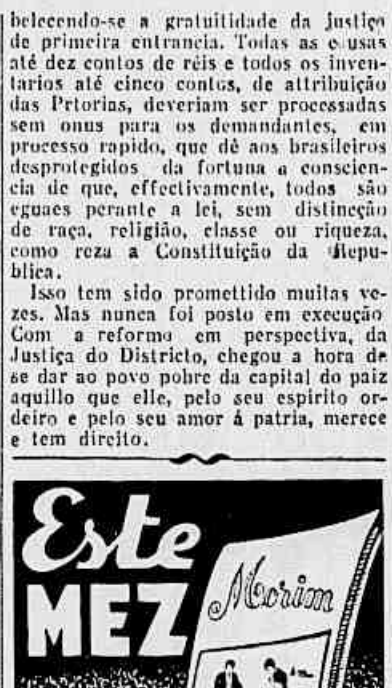 belecendo-se a gratuitidade da justiço
de primeira entrancia. Todas as c usas
até dez contos de réis e todos os inven-
tarios até cinco contos, de attribuição
das Prtorias, deveriam ser processadas
sem onus para os demandantes, em
processo rapido, que dê aos brasileiros
desprotegidos da fortuna a conscien-
cia de que, effectivamente, todos são
eguaes perante a lei, sem distincção
de raça, religião, classe ou riqueza,
como reza a Constituição da Repu-
blica.
Isso tem sido promettido muitas ve-
zes. Mas nunca foi posto em execução
Com a reformo em perspectiva, da
Justiça do Districto, chegou a hora de
se dar ao povo pobre da capital do paiz
aquillo que elle, pelo seu espirito or-
deiro e pelo seu amor á patria, merece
e tem direito.
Este
MEZ
Morim